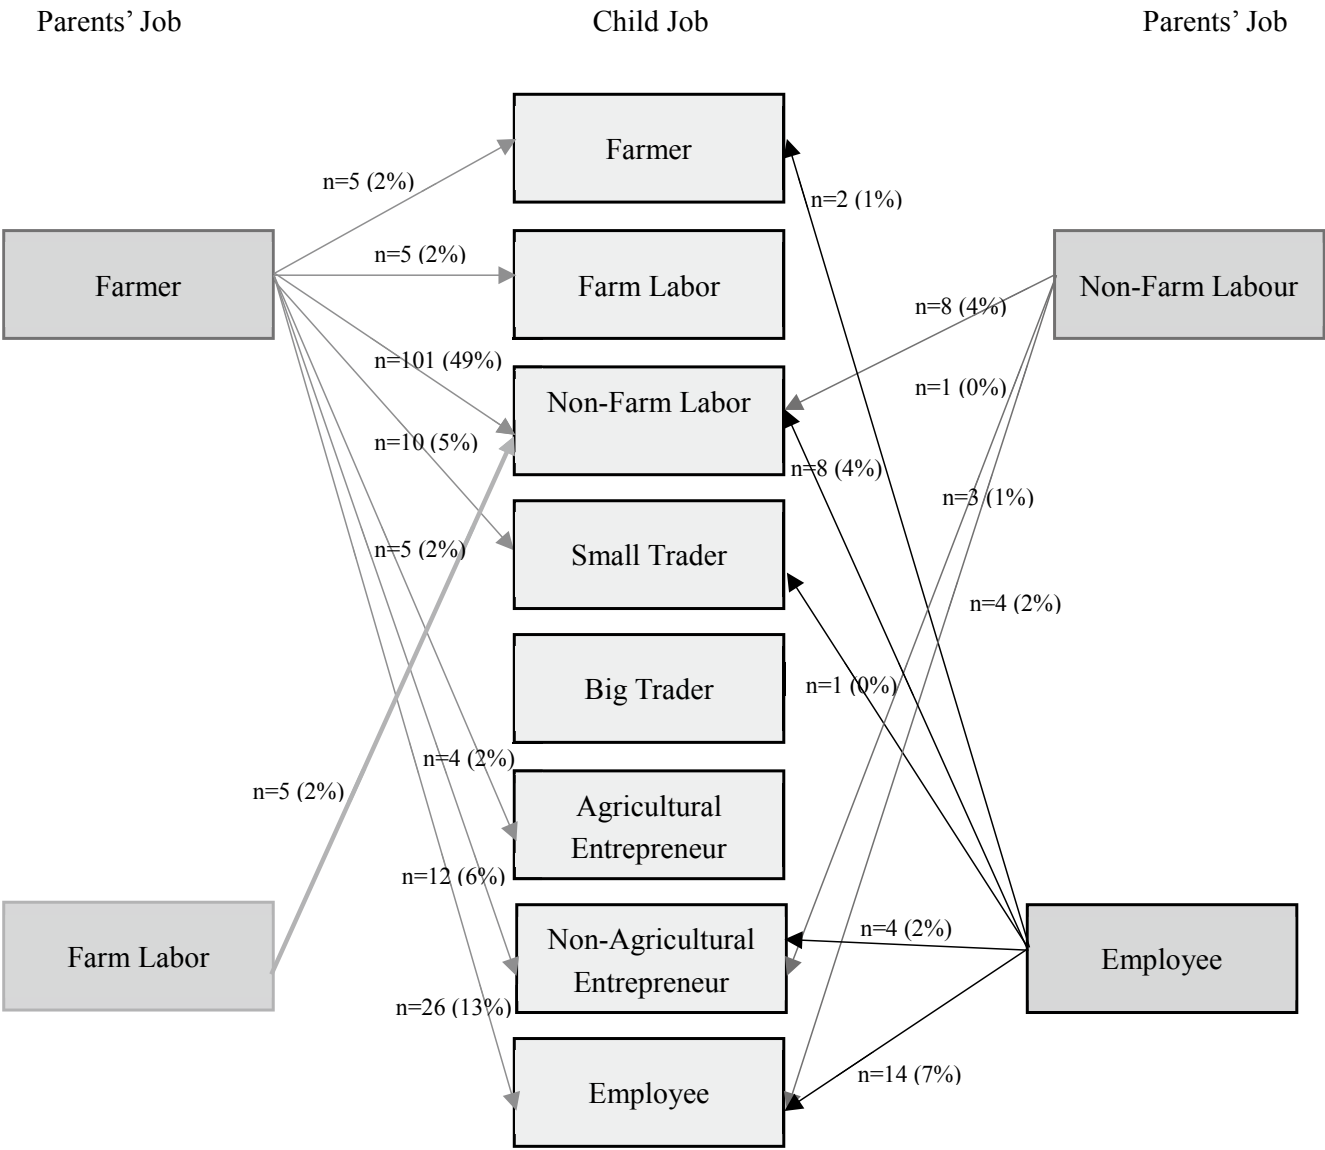 Parents’ Job
Child Job
Parents’ Job
Farmer
n=5 (2%)
n=2 (1%)
n=5 (2%)
Farmer
Farm Labor
Non-Farm Labour
n=8 (4%)
n=101 (49%)
n=1 (0%)
Non-Farm Labor
n=10 (5%)
n=8 (4%)
n=3 (1%)
n=5 (2%)
Small Trader
n=4 (2%)
Big Trader
n=1 (0%)
n=4 (2%)
n=5 (2%)
Agricultural
Entrepreneur
n=12 (6%)
Farm Labor
Non-Agricultural
Entrepreneur
n=4 (2%)
Employee
n=26 (13%)
n=14 (7%)
Employee